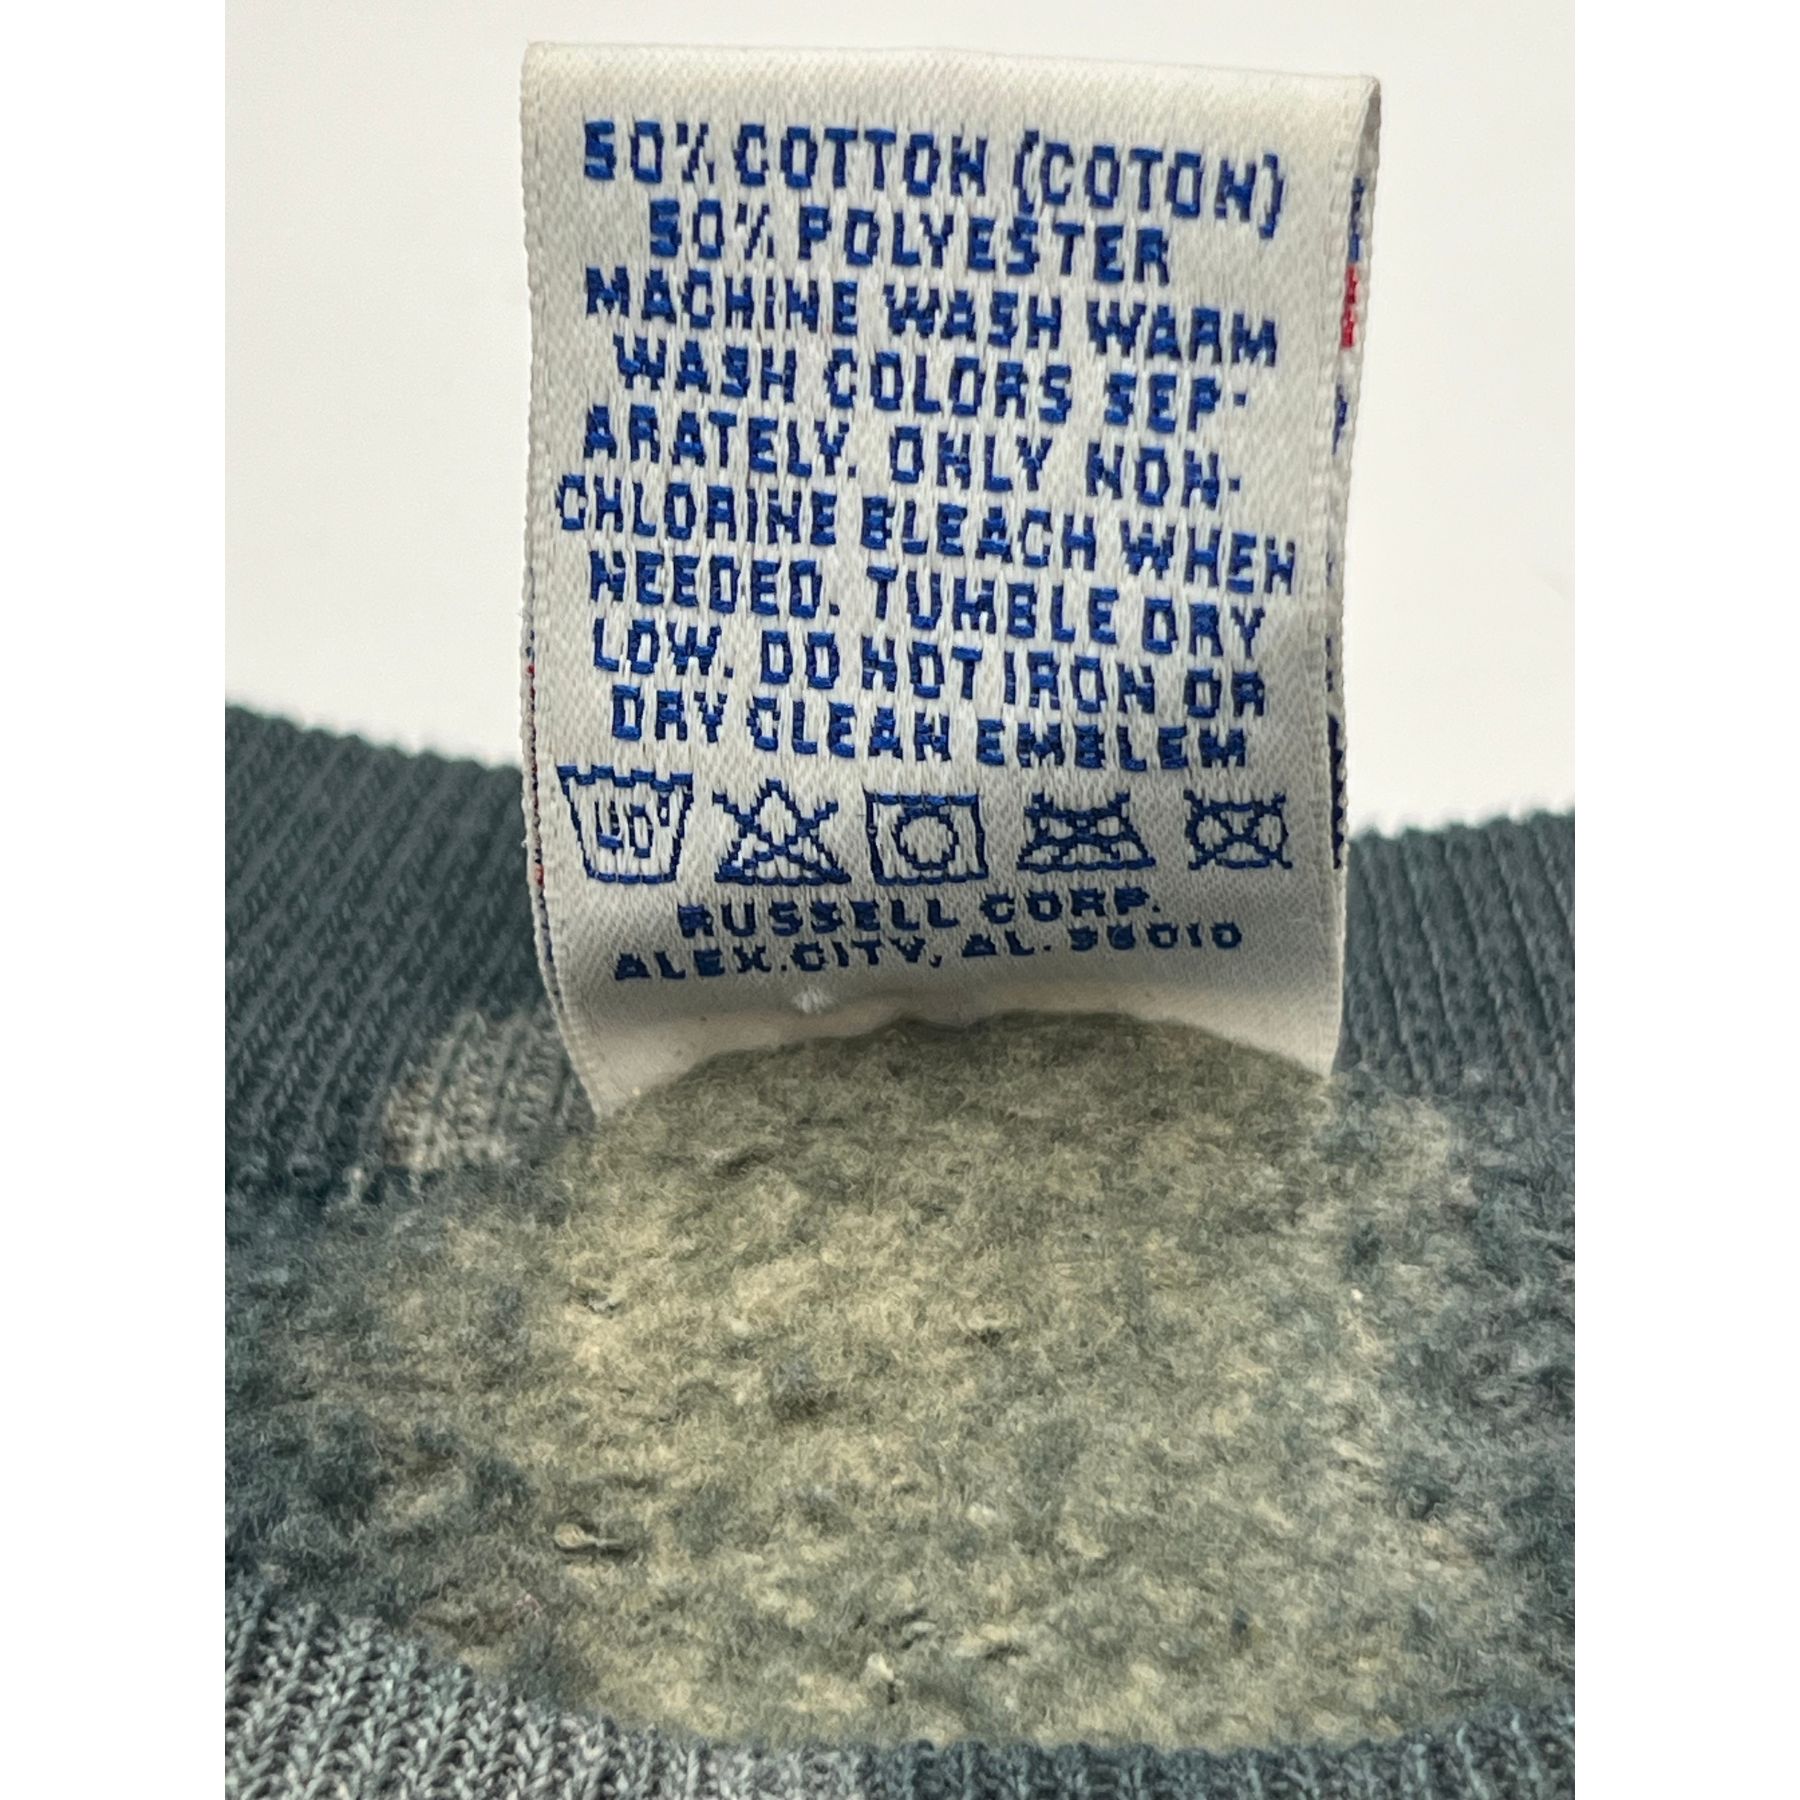 50% COTTON (COTON)
50% POLYESTER
MACHINE WASH WARM
WASH COLORS SEP-
ARATELY. ONLY NON-
CHLORINE BLEACH WHEN
NEEDED. TUMBLE DRY
LOW. DO NOT IRON OR
DRY CLEAN EMBLEM
40°
RUSSELL CORP.
ALEX.CITY, AL. 36010